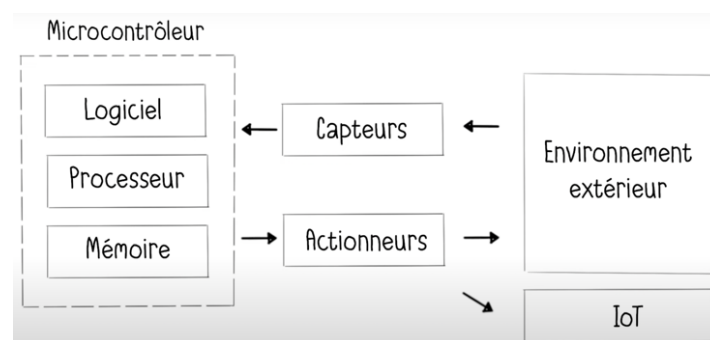 Microcontrôleur
Logiciel
Processeur
Mémoire
Capteurs
Actionneurs
Environnement
extérieur
IoT